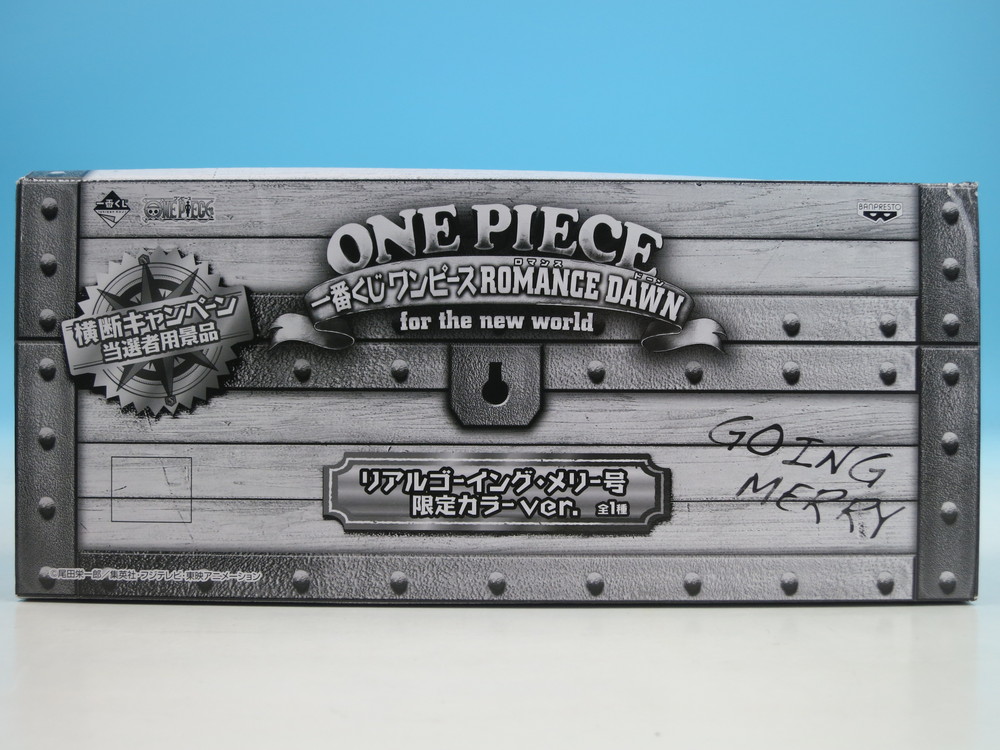 一番くじ
ONE PIECE
BANPRESTO
ONE PIECE
ロマンス ドーン
一番くじ ワンピース ROMANCE DAWN
for the new world
横断キャンペーン
当選者用景品
GOING
MERRY
リアルゴーイング・メリー号
限定カラーver. 全1種
©尾田栄一郎/集英社・フジテレビ・東映アニメーション